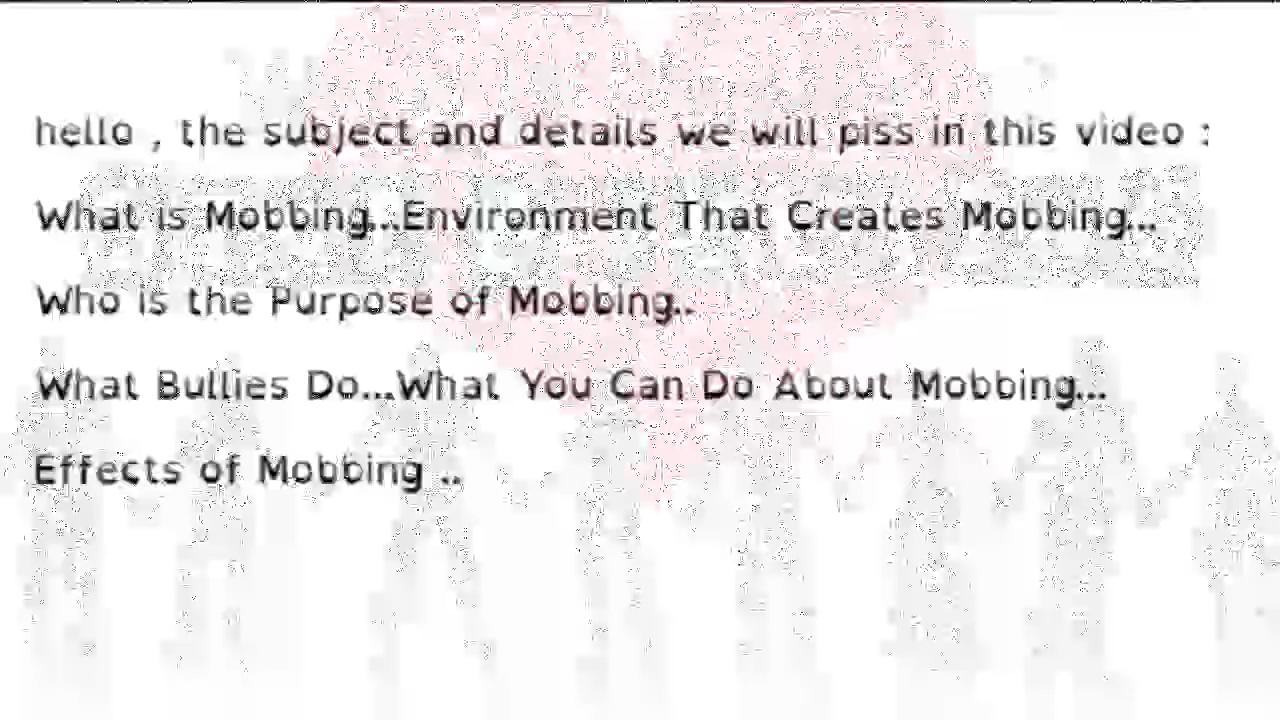 hello , the subject and details we will piss in this video :
What is Mobbing...Environment That Creates Mobbing...
Who is the Purpose of Mobbing..
What Bullies Do...What You Can Do About Mobbing...
Effects of Mobbing ..